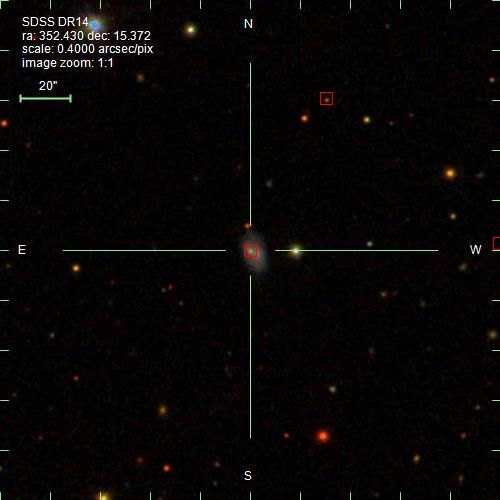 SDSS DR14
ra: 352.430 dec: 15.372
scale: 0.4000 arcsec/pix
image zoom: 1:1
20"
N
E
W
S